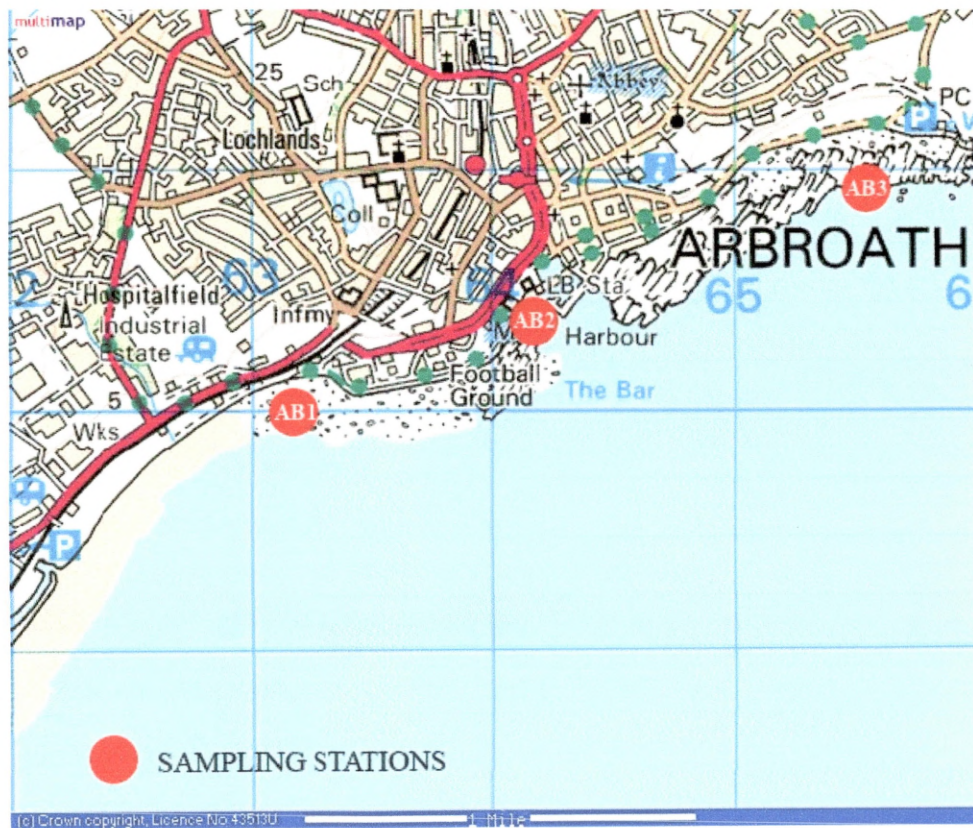 multimap
25
Sch
Abbey
PC
P
Lochlands
i
AB3
Coll
ARBROATH
63
64
65
6
2
Hospitalfield
LB Sta
Infmy
AB2
Industrial
Estate
Harbour
Football
Ground
The Bar
5
AB1
Wks
P
SAMPLING STATIONS
(c) Crown copyright, Licence No 43513U
1 Mile